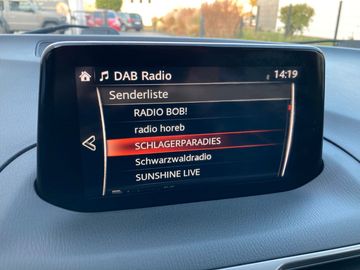 DAB Radio
14:19
Senderliste
RADIO BOB!
radio horeb
SCHLAGERPARADIES
Schwarzwaldradio
SUNSHINE LIVE